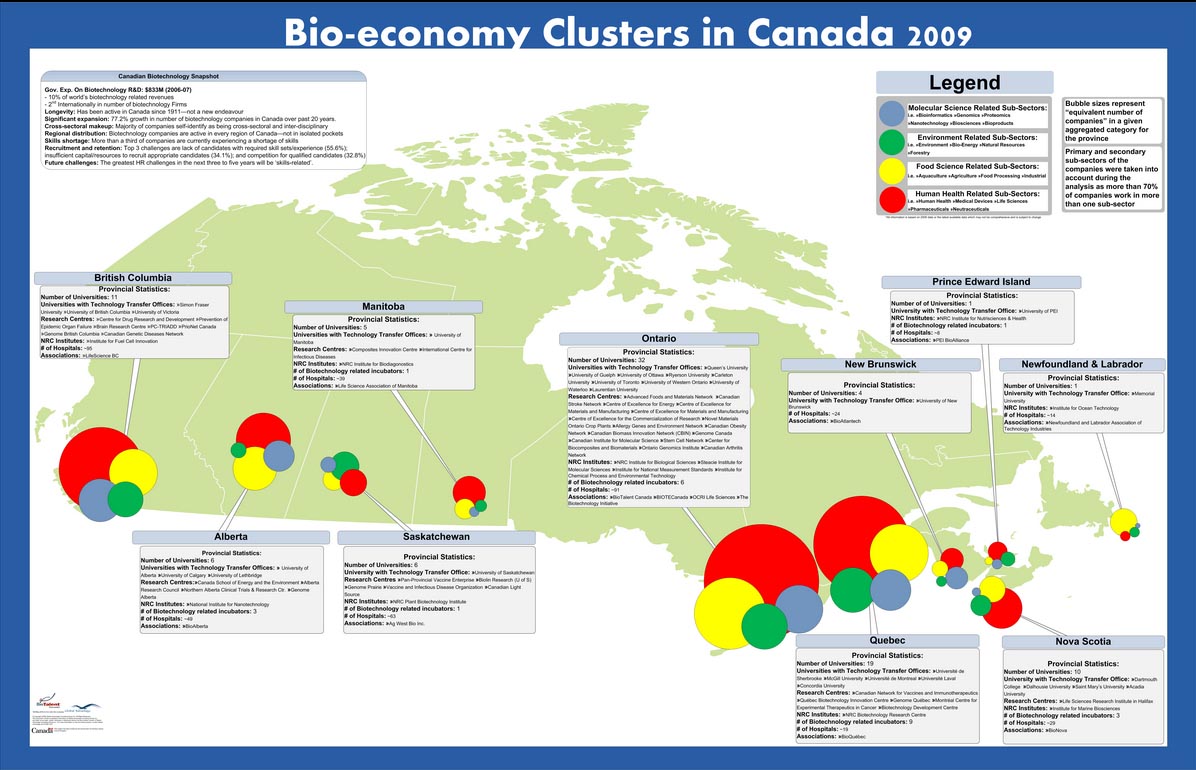 Bio-economy Clusters in Canada 2009
Canadian Biotechnology Snapshot
Gov. Exp. On Biotechnology R&D: $833M (2006-07)
- 10% of world's biotechnology related revenues
- 2nd Internationally in number of biotechnology Firms
Longevity: Has been active in Canada since 1911—not a new endeavour
Significant expansion: 77.2% growth in number of biotechnology companies in Canada over past 20 years.
Cross-sectoral makeup: Majority of companies self-identify as being cross-sectoral and inter-disciplinary
Regional distribution: Biotechnology companies are active in every region of Canada—not in isolated pockets
Skills shortage: More than a third of companies are currently experiencing a shortage of skills
Recruitment and retention: Top 3 challenges are lack of candidates with required skill sets/experience (55.6%);
insufficient capital/resources to recruit appropriate candidates (34.1%); and competition for qualified candidates (32.8%)
Future challenges: The greatest HR challenges in the next three to five years will be 'skills-related'.
Legend
Molecular Science Related Sub-Sectors:
i.e. »Bioinformatics »Genomics »Proteomics
»Nanotechnology »Biosciences »Bioproducts
Environment Related Sub-Sectors:
i.e. »Environment »Bio-Energy »Natural Resources
»Forestry
Food Science Related Sub-Sectors:
i.e. »Aquaculture »Agriculture »Food Processing »Industrial
Human Health Related Sub-Sectors:
i.e. »Human Health »Medical Devices »Life Sciences
»Pharmaceuticals »Neutraceuticals
Bubble sizes represent
"equivalent number of
companies" in a given
aggregated category for
the province
Primary and secondary
sub-sectors of the
companies were taken into
account during the
analysis as more than 70%
of companies work in more
than one sub-sector
British Columbia
Provincial Statistics:
Number of Universities: 11
Universities with Technology Transfer Offices: »Simon Fraser
University »University of British Columbia »University of Victoria
Research Centres: »Centre for Drug Research and Development »Prevention of
Epidemic Organ Failure »Brain Research Centre »PC-TRIADD »ProNet Canada
»Genome British Columbia »Canadian Genetic Diseases Network
NRC Institutes: »Institute for Fuel Cell Innovation
# of Hospitals: ~95
Associations: »LifeScience BC
Manitoba
Provincial Statistics:
Number of Universities: 5
Universities with Technology Transfer Offices: » University of
Manitoba
Research Centres: »Composites Innovation Centre »International Centre for
Infectious Diseases
NRC Institutes: »NRC Institute for Biodiagnostics
# of Biotechnology related incubators: 1
# of Hospitals: ~39
Associations: »Life Science Association of Manitoba
Ontario
Provincial Statistics:
Number of Universities: 32
Universities with Technology Transfer Offices: »Queen's University
»University of Guelph »University of Ottawa »Ryerson University »Carleton
University »University of Toronto »University of Western Ontario »University of
Waterloo »Laurentian University
Research Centres: »Advanced Foods and Materials Network »Canadian
Stroke Network »Centre of Excellence for Energy »Centre of Excellence for
Materials and Manufacturing »Centre of Excellence for Materials and Manufacturing
»Centre of Excellence for the Commercialization of Research »Novel Materials
Ontario Crop Plants »Allergy Genes and Environment Network »Canadian Obesity
Network »Canadian Biomass Innovation Network (CBIN) »Genome Canada
»Canadian Institute for Molecular Science »Stem Cell Network »Center for
Biocomposites and Biomaterials »Ontario Genomics Institute »Canadian Arthritis
Network
NRC Institutes: »NRC Institute for Biological Sciences »Steacie Institute for
Molecular Sciences »Institute for National Measurement Standards »Institute for
Chemical Process and Environmental Technology
# of Biotechnology related incubators: 6
# of Hospitals: ~91
Associations: »BioTalent Canada »BIOTECanada »OCRI Life Sciences »The
Biotechnology Initiative
Prince Edward Island
Provincial Statistics:
Number of Universities: 1
University with Technology Transfer Office: »University of PEI
NRC Institutes: »NRC Institute for Nutrisciences & Health
# of Biotechnology related incubators: 1
# of Hospitals: ~8
Associations: »PEI BioAlliance
New Brunswick
Provincial Statistics:
Number of Universities: 4
University with Technology Transfer Office: »University of New
Brunswick
# of Hospitals: ~24
Associations: »BioAtlantech
Newfoundland & Labrador
Provincial Statistics:
Number of Universities: 1
University with Technology Transfer Office: »Memorial
University
NRC Institutes: »Institute for Ocean Technology
# of Hospitals: ~14
Associations: »Newfoundland and Labrador Association of
Technology Industries
Alberta
Provincial Statistics:
Number of Universities: 6
Universities with Technology Transfer Offices: » University of
Alberta »University of Calgary »University of Lethbridge
Research Centres:»Canada School of Energy and the Environment »Alberta
Research Council »Northern Alberta Clinical Trials & Research Ctr. »Genome
Alberta
NRC Institutes: »National Institute for Nanotechnology
# of Biotechnology related incubators: 3
# of Hospitals: ~49
Associations: »BioAlberta
Saskatchewan
Provincial Statistics:
Number of Universities: 6
University with Technology Transfer Office: »University of Saskatchewan
Research Centres »Pan-Provincial Vaccine Enterprise »Biolin Research (U of S)
»Genome Prairie »Vaccine and Infectious Disease Organization »Canadian Light
Source
NRC Institutes: »NRC Plant Biotechnology Institute
# of Biotechnology related incubators: 1
# of Hospitals: ~63
Associations: »Ag West Bio Inc.
Quebec
Provincial Statistics:
Number of Universities: 19
Universities with Technology Transfer Offices: »Université de
Sherbrooke »McGill University »Université de Montreal »Université Laval
»Concordia University
Research Centres: »Canadian Network for Vaccines and Immunotherapeutics
»Québec Biotechnology Innovation Centre »Genome Québec »Montréal Centre for
Experimental Therapeutics in Cancer »Biotechnology Development Centre
NRC Institutes: »NRC Biotechnology Research Centre
# of Biotechnology related incubators: 9
# of Hospitals: ~19
Associations: »BioQuébec
Nova Scotia
Provincial Statistics:
Number of Universities: 10
University with Technology Transfer Office: »Dartmouth
College »Dalhousie University »Saint Mary's University »Acadia
University
Research Centres: »Life Sciences Research Institute in Halifax
NRC Institutes: »Institute for Marine Biosciences
# of Biotechnology related incubators: 3
# of Hospitals: ~29
Associations: »BioNova
BioTalent
Canada